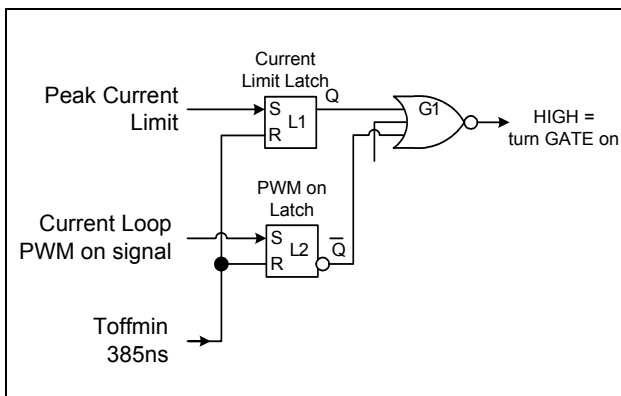 Current
Limit Latch
Peak Current
Limit
Q
S
L1
R
G1
HIGH =
turn GATE on
PWM on
Latch
Current Loop
PWM on signal
S
L2
R
Q̅
Toffmin
385ns